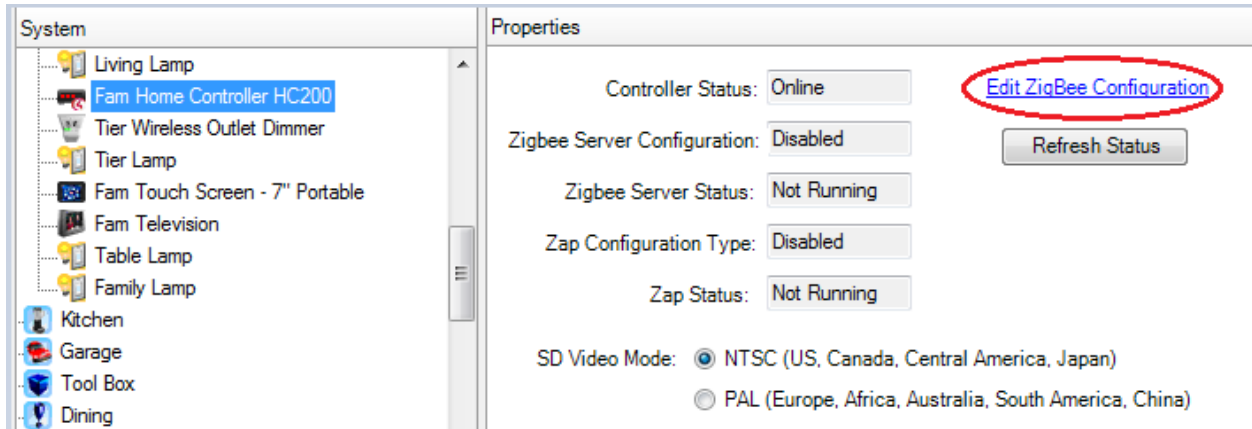 System
Living Lamp
Fam Home Controller HC200
Tier Wireless Outlet Dimmer
Tier Lamp
Fam Touch Screen - 7" Portable
Fam Television
Table Lamp
Family Lamp
Kitchen
Garage
Tool Box
Dining
Properties
Controller Status: Online
Edit ZigBee Configuration
Zigbee Server Configuration: Disabled
Refresh Status
Zigbee Server Status: Not Running
Zap Configuration Type: Disabled
Zap Status: Not Running
SD Video Mode: NTSC (US, Canada, Central America, Japan)
PAL (Europe, Africa, Australia, South America, China)